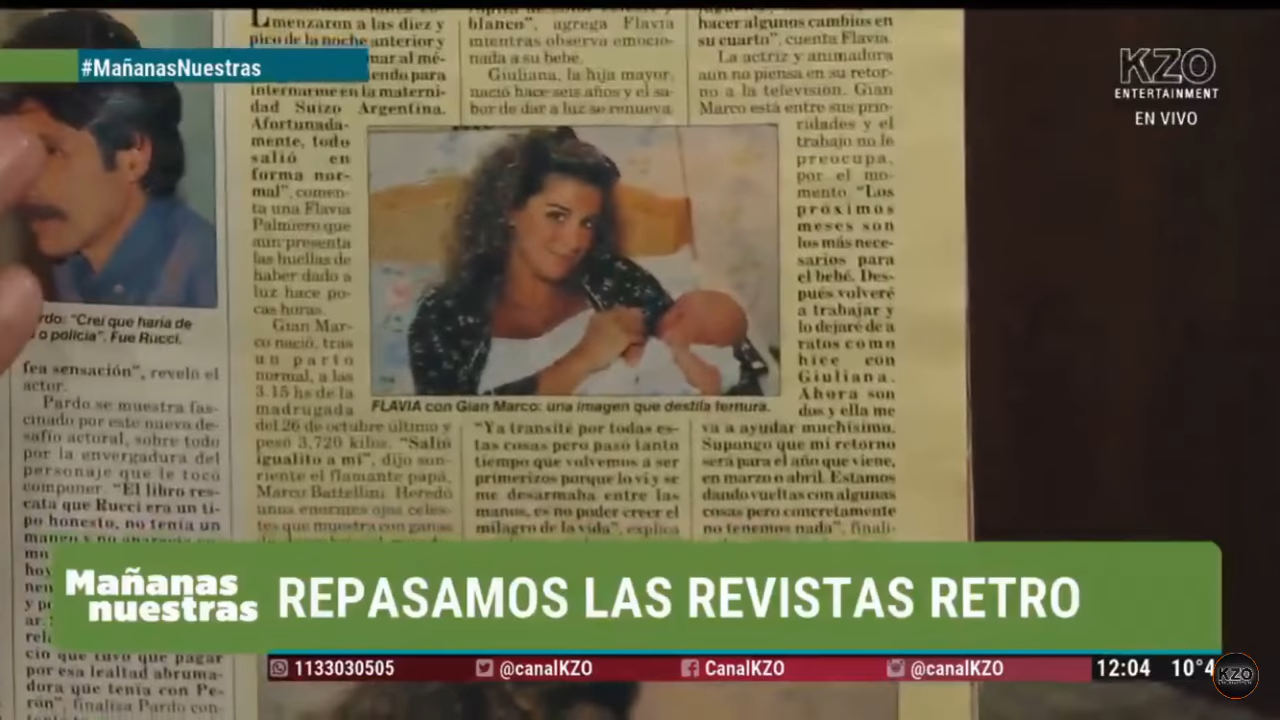 #MañanasNuestras
KZO
ENTERTAINMENT
EN VIVO
rdo: "Creí que haría de
o policía". Fue Rucci.
fea sensación", reveló el
actor.
Pardo se muestra fas-
cinado por este nuevo de-
safío actoral, sobre todo
por la envergadura del
personaje que le tocó
componer. "El libro res-
cata que Rucci era un ti-
po honesto, no tenía un
cio que tuvo que pagar
por esa lealtad abruma-
dora que tenía con Pe-
rón", finaliza Pardo con-
menzaron a las diez y
pico de la noche anterior y
mar al mé-
endo para
internarme en la materni-
dad Suizo Argentina.
Afortunada-
mente, todo
salió en
forma nor-
mal", comen-
ta una Flavia
Palmiero que
aún presenta
las huellas de
haber dado a
luz hace po-
cas horas.
Gian Mar-
co nació, tras
un parto
normal, a las
3.15 hs de la
madrugada
del 26 de octubre último y
pesó 3,720 kilos. "Salió
igualito a mí", dijo son-
riente el flamante papá,
Marco Battellini. Heredó
unos enormes ojos celes-
tes que muestra con ganas
blanco", agrega Flavia
mientras observa emocio-
nada a su bebé.
Giuliana, la hija mayor,
nació hace seis años y el sa-
bor de dar a luz se renueva.
FLAVIA con Gian Marco: una imagen que destila ternura.
"Ya transité por todas es-
tas cosas pero pasó tanto
tiempo que volvemos a ser
primerizos porque lo vi y se
me desarmaba entre las
manos, es no poder creer el
milagro de la vida", explica
hacer algunos cambios en
su cuarto", cuenta Flavia.
La actriz y animadora
aún no piensa en su retor-
no a la televisión. Gian
Marco está entre sus prio-
ridades y el
trabajo no le
preocupa,
por el mo-
mento. "Los
próximos
meses son
los más nece-
sarios para
el bebé. Des-
pués volveré
a trabajar y
lo dejaré de a
ratos como
hice con
Giuliana.
Ahora son
dos y ella me
va a ayudar muchísimo.
Supongo que mi retorno
será para el año que viene,
en marzo o abril. Estamos
dando vueltas con algunas
cosas pero concretamente
no tenemos nada", finali-
Mañanas
nuestras
REPASAMOS LAS REVISTAS RETRO
1133030505
@canalKZO
CanalKZO
@canalKZO
12:04
10°4
KZO